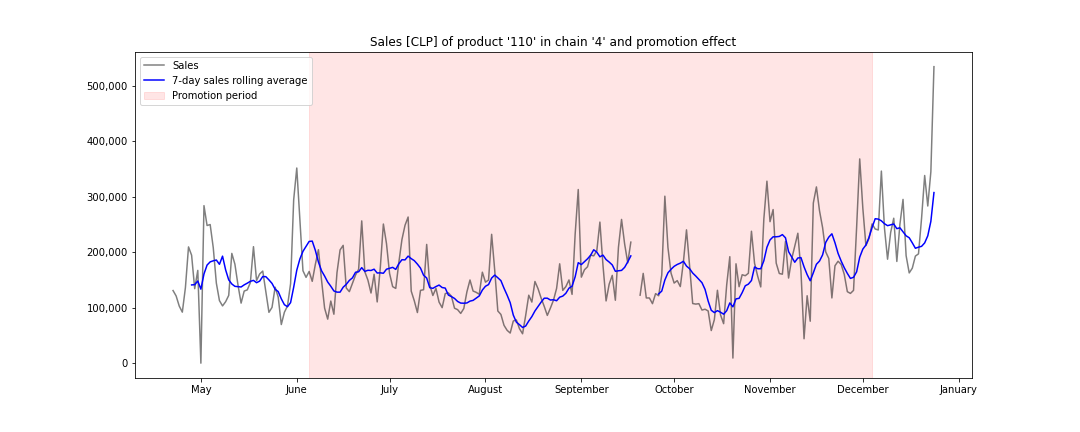 Sales [CLP] of product '110' in chain '4' and promotion effect
Sales
7-day sales rolling average
Promotion period
500,000
400,000
300,000
200,000
100,000
0
May
June
July
August
September
October
November
December
January